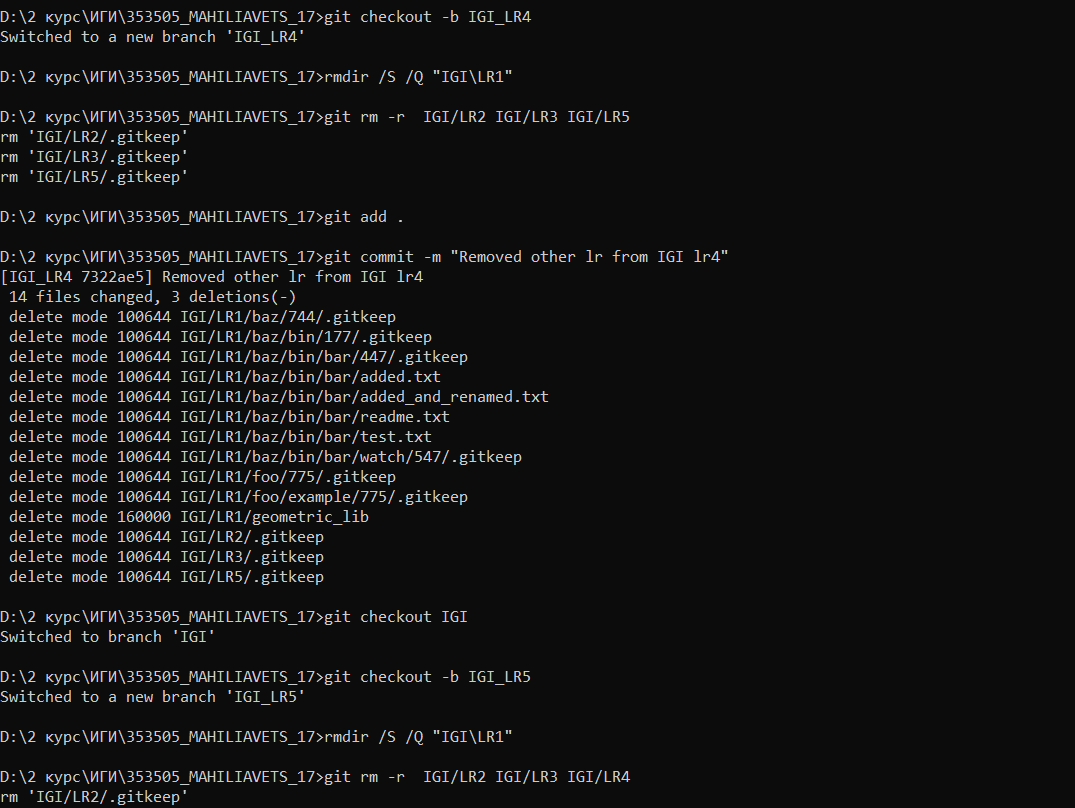 D:\2 курс\ИГИ\353505_MAHILIAVETS_17>git checkout -b IGI_LR4
Switched to a new branch 'IGI_LR4'
D:\2 курс\ИГИ\353505_MAHILIAVETS_17>rmdir /S /Q "IGI\LR1"
D:\2 курс\ИГИ\353505_MAHILIAVETS_17>git rm -r  IGI/LR2 IGI/LR3 IGI/LR5
rm 'IGI/LR2/.gitkeep'
rm 'IGI/LR3/.gitkeep'
rm 'IGI/LR5/.gitkeep'
D:\2 курс\ИГИ\353505_MAHILIAVETS_17>git add .
D:\2 курс\ИГИ\353505_MAHILIAVETS_17>git commit -m "Removed other lr from IGI lr4"
[IGI_LR4 7322ae5] Removed other lr from IGI lr4
 14 files changed, 3 deletions(-)
 delete mode 100644 IGI/LR1/baz/744/.gitkeep
 delete mode 100644 IGI/LR1/baz/bin/177/.gitkeep
 delete mode 100644 IGI/LR1/baz/bin/bar/447/.gitkeep
 delete mode 100644 IGI/LR1/baz/bin/bar/added.txt
 delete mode 100644 IGI/LR1/baz/bin/bar/added_and_renamed.txt
 delete mode 100644 IGI/LR1/baz/bin/bar/readme.txt
 delete mode 100644 IGI/LR1/baz/bin/bar/test.txt
 delete mode 100644 IGI/LR1/baz/bin/bar/watch/547/.gitkeep
 delete mode 100644 IGI/LR1/foo/775/.gitkeep
 delete mode 100644 IGI/LR1/foo/example/775/.gitkeep
 delete mode 160000 IGI/LR1/geometric_lib
 delete mode 100644 IGI/LR2/.gitkeep
 delete mode 100644 IGI/LR3/.gitkeep
 delete mode 100644 IGI/LR5/.gitkeep
D:\2 курс\ИГИ\353505_MAHILIAVETS_17>git checkout IGI
Switched to branch 'IGI'
D:\2 курс\ИГИ\353505_MAHILIAVETS_17>git checkout -b IGI_LR5
Switched to a new branch 'IGI_LR5'
D:\2 курс\ИГИ\353505_MAHILIAVETS_17>rmdir /S /Q "IGI\LR1"
D:\2 курс\ИГИ\353505_MAHILIAVETS_17>git rm -r  IGI/LR2 IGI/LR3 IGI/LR4
rm 'IGI/LR2/.gitkeep'